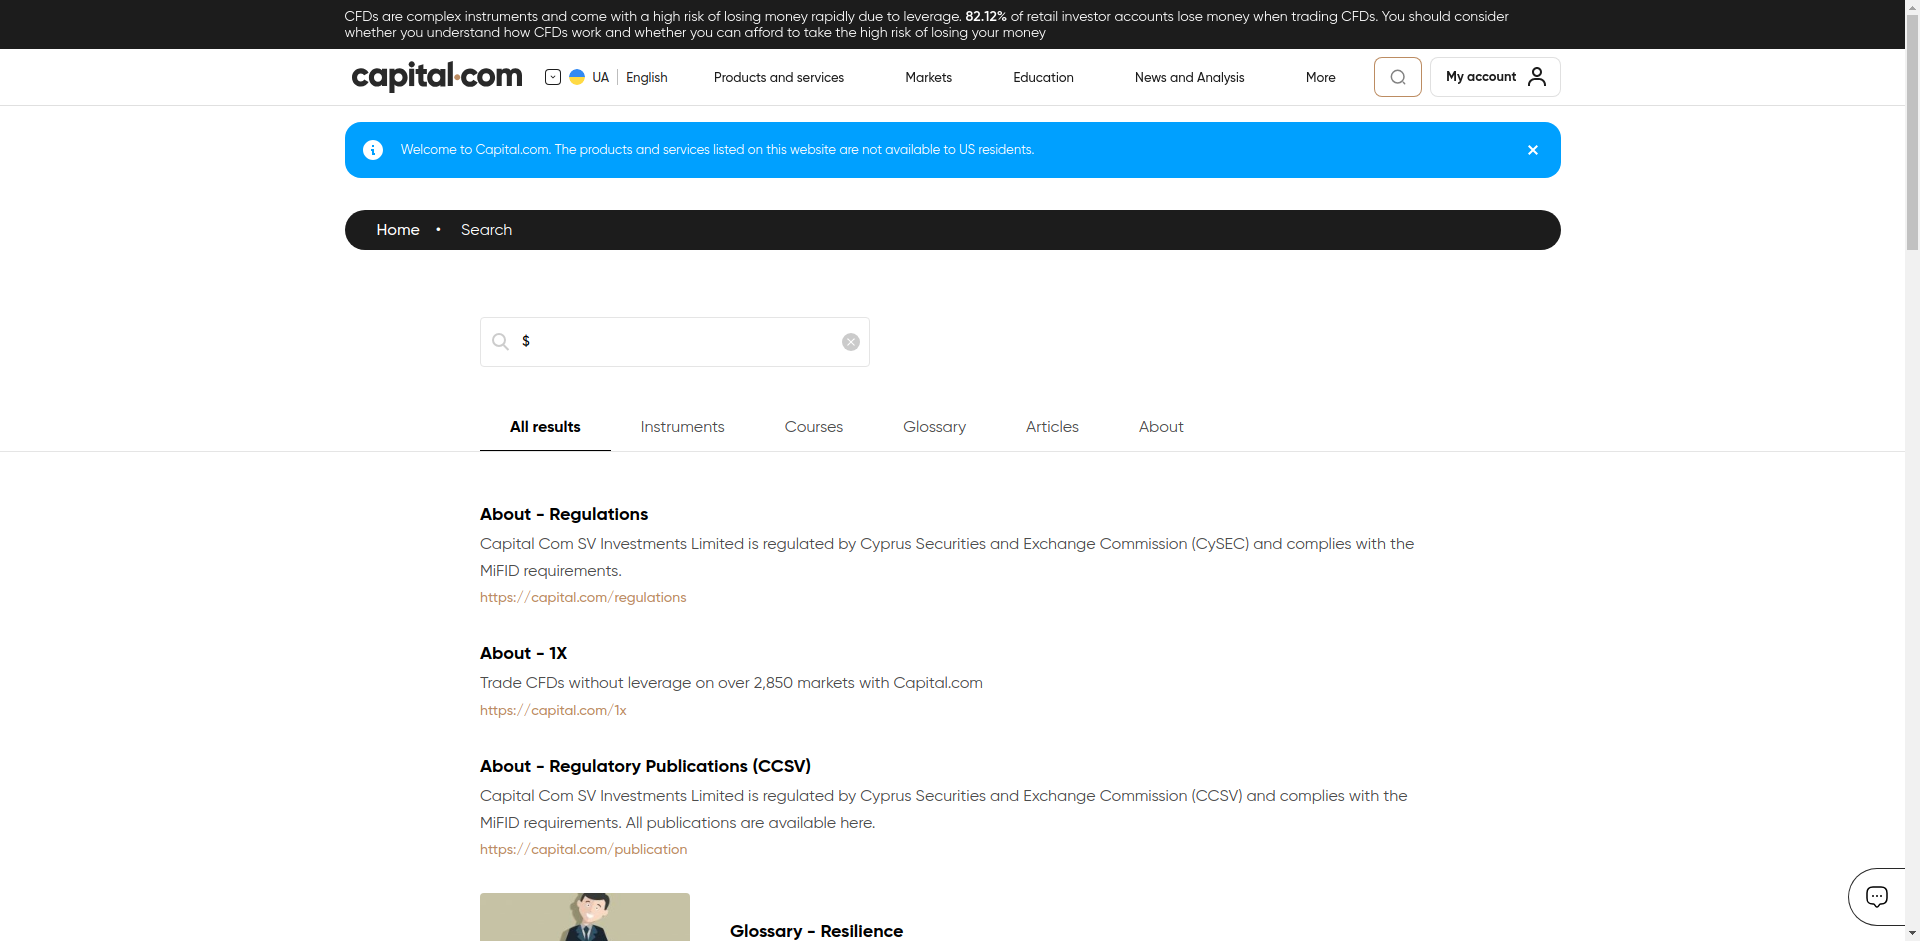 CFDs are complex instruments and come with a high risk of losing money rapidly due to leverage. 82.12% of retail investor accounts lose money when trading CFDs. You should consider
whether you understand how CFDs work and whether you can afford to take the high risk of losing your money
capital.com UA English Products and services Markets Education News and Analysis More My account
Welcome to Capital.com. The products and services listed on this website are not available to US residents.
Home • Search
$
All results Instruments Courses Glossary Articles About
About - Regulations
Capital Com SV Investments Limited is regulated by Cyprus Securities and Exchange Commission (CySEC) and complies with the
MiFID requirements.
https://capital.com/regulations
About - 1X
Trade CFDs without leverage on over 2,850 markets with Capital.com
https://capital.com/1x
About - Regulatory Publications (CCSV)
Capital Com SV Investments Limited is regulated by Cyprus Securities and Exchange Commission (CCSV) and complies with the
MiFID requirements. All publications are available here.
https://capital.com/publication
Glossary - Resilience